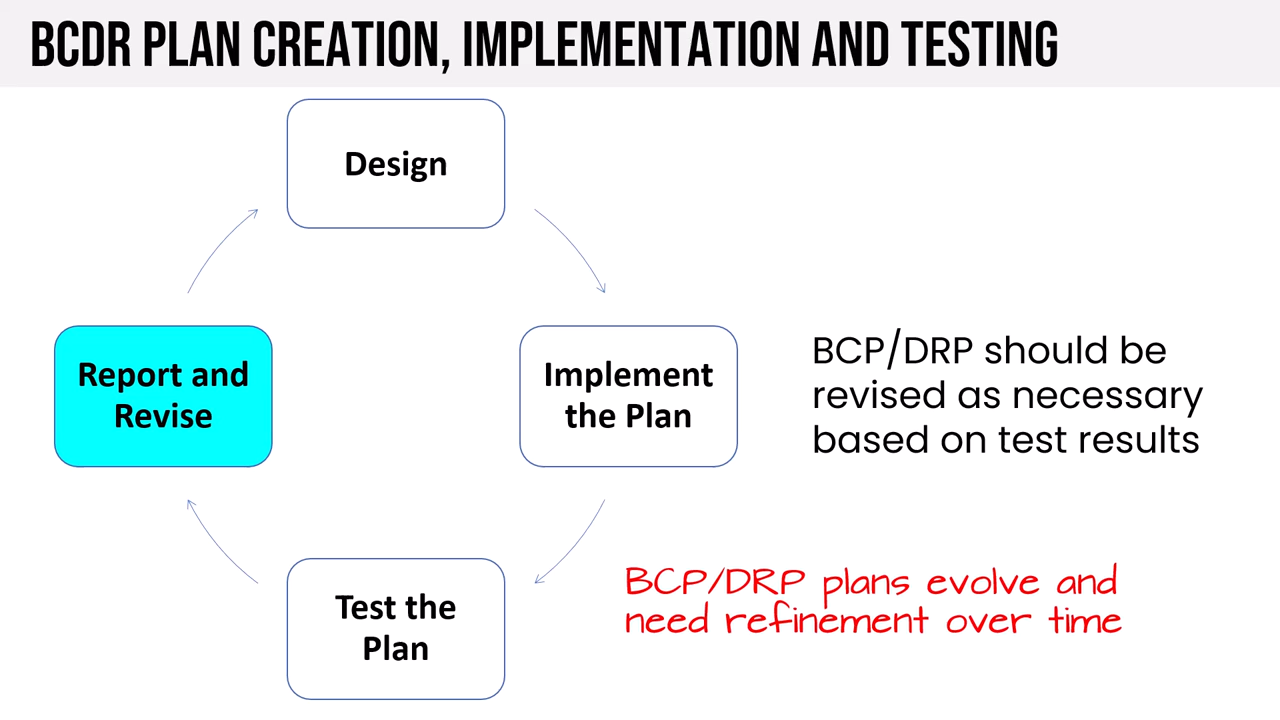 BCDR PLAN CREATION, IMPLEMENTATION AND TESTING
Design
Report and
Revise
Implement
the Plan
BCP/DRP should be
revised as necessary
based on test results
Test the
Plan
BCP/DRP plans evolve and
need refinement over time